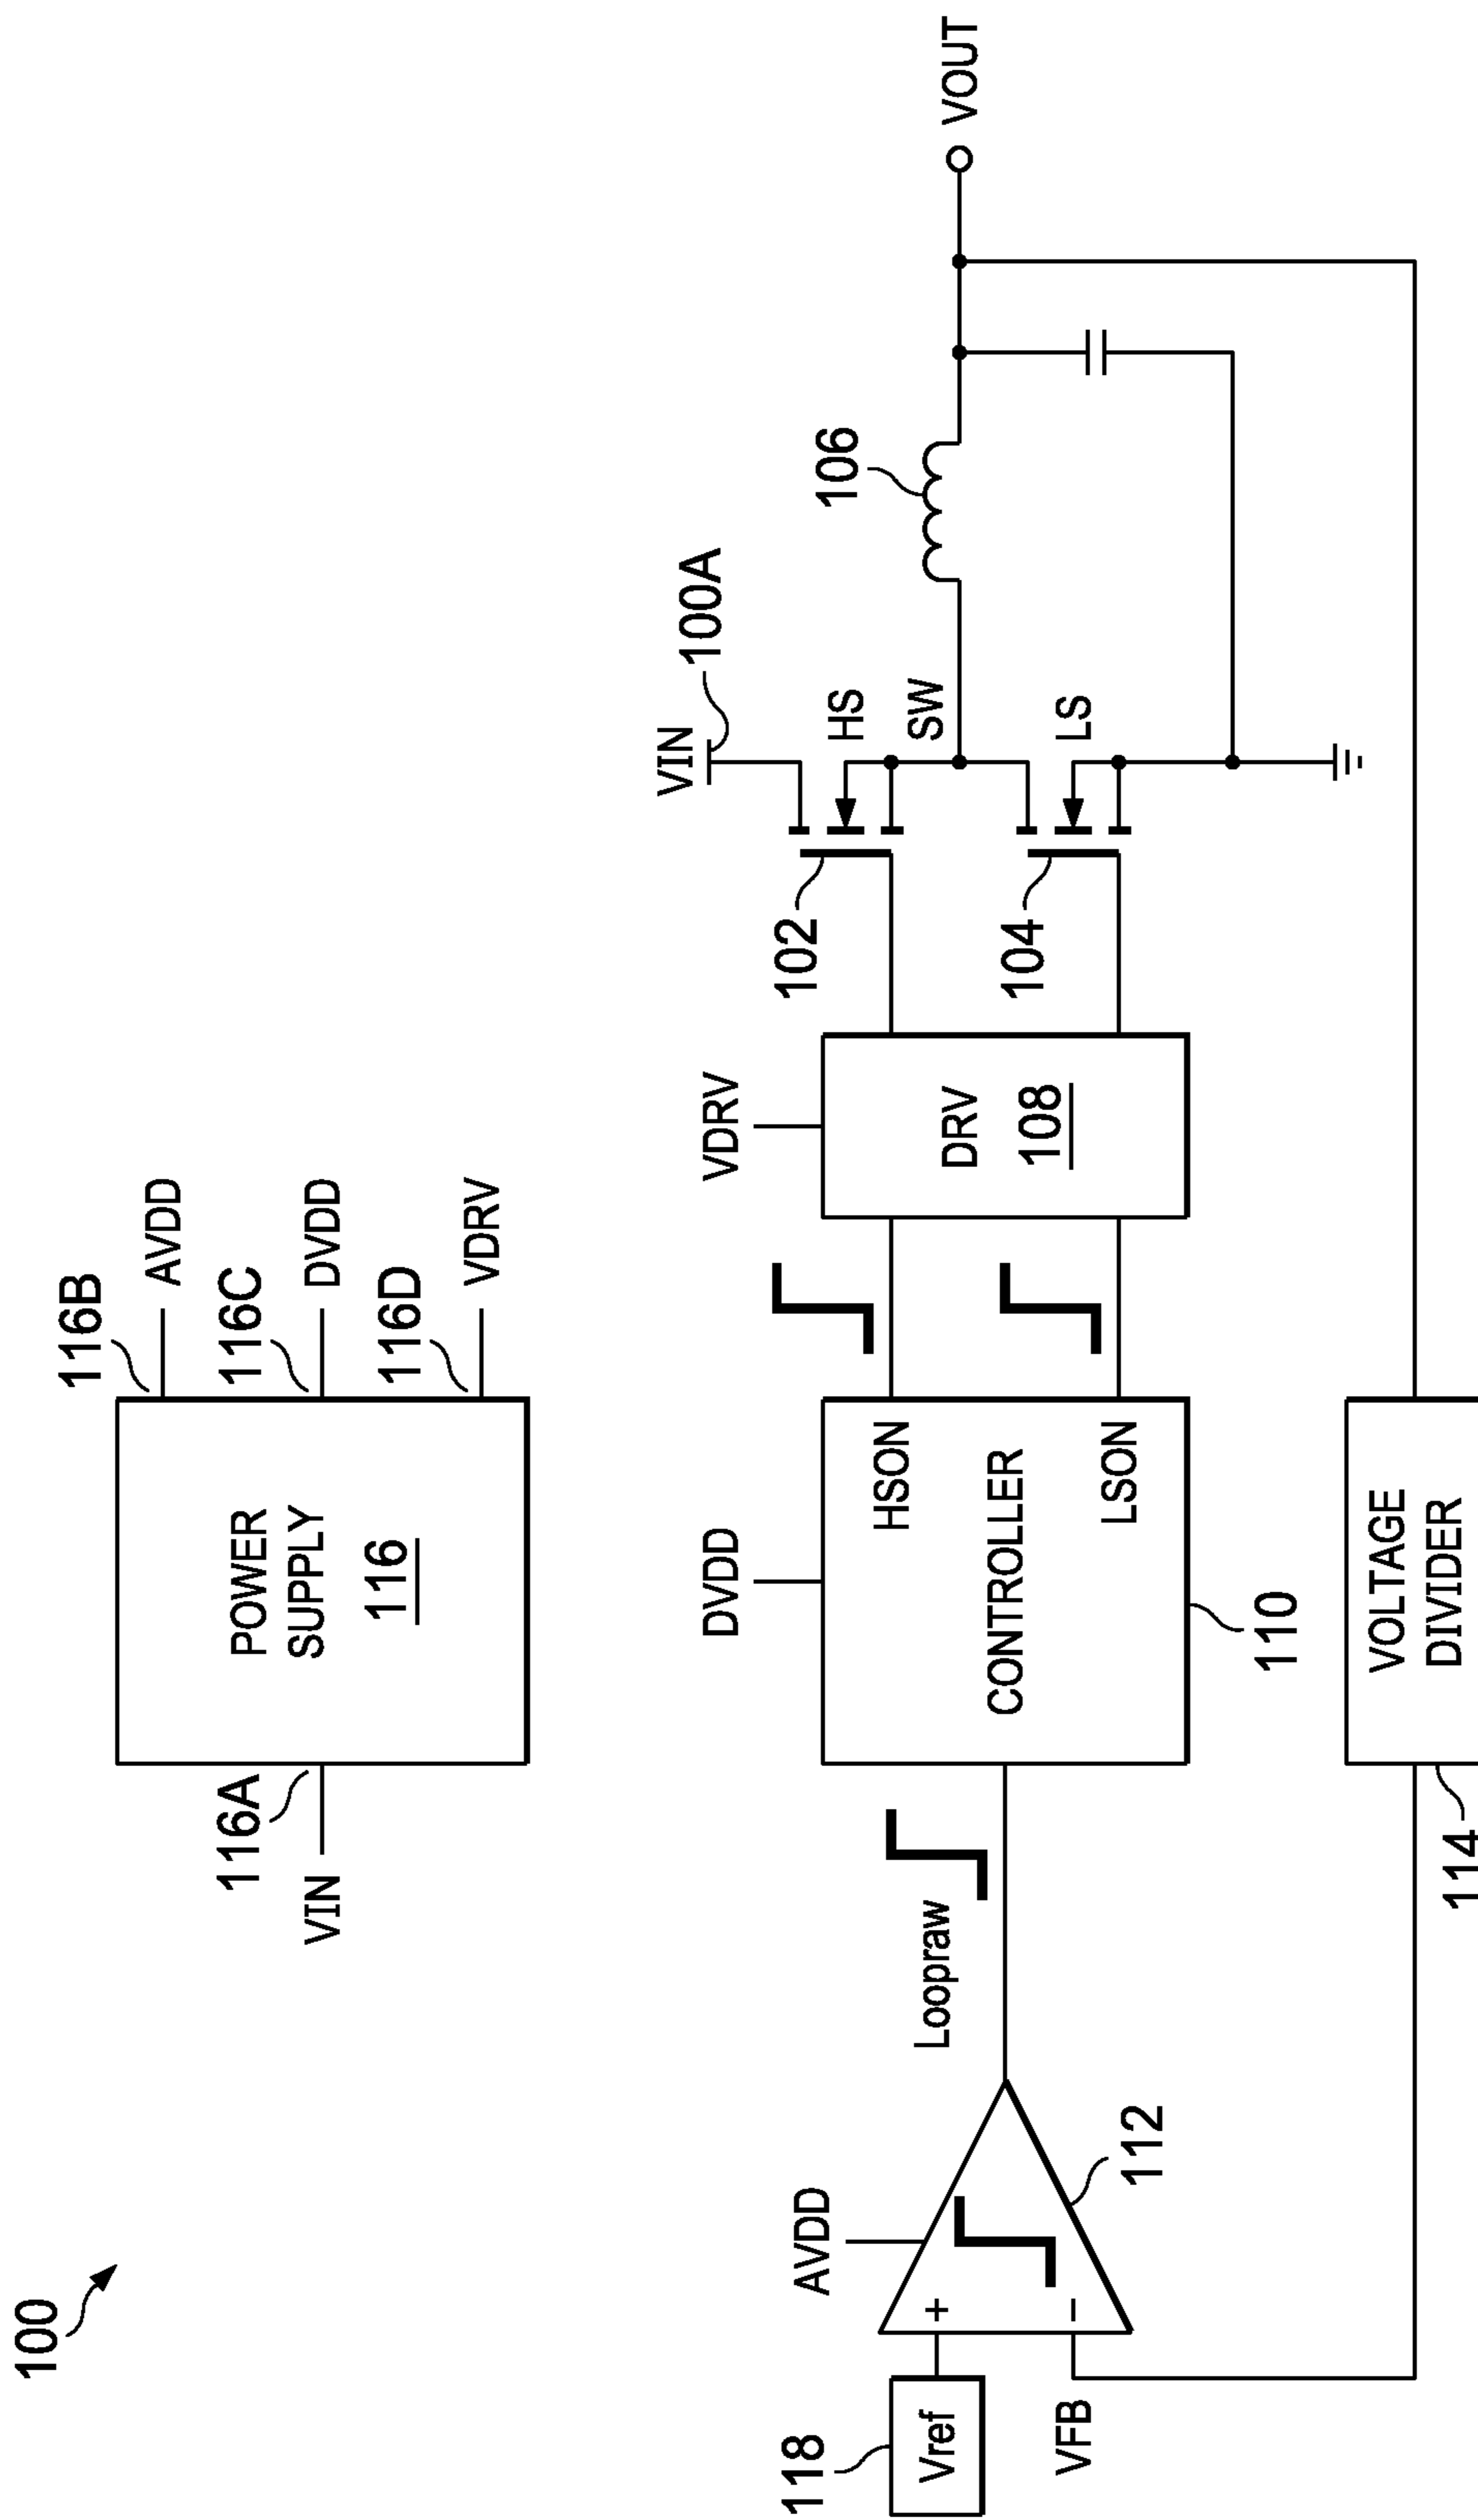 100
116A
VIN
POWER
SUPPLY
116
116B
AVDD
116C
DVDD
116D
VDRV
118
Vref
VFB
+
−
AVDD
112
Loopraw
DVDD
HSON
CONTROLLER
LSON
110
VDRV
DRV
108
102
104
VIN
100A
HS
SW
LS
106
VOUT
VOLTAGE
DIVIDER
114